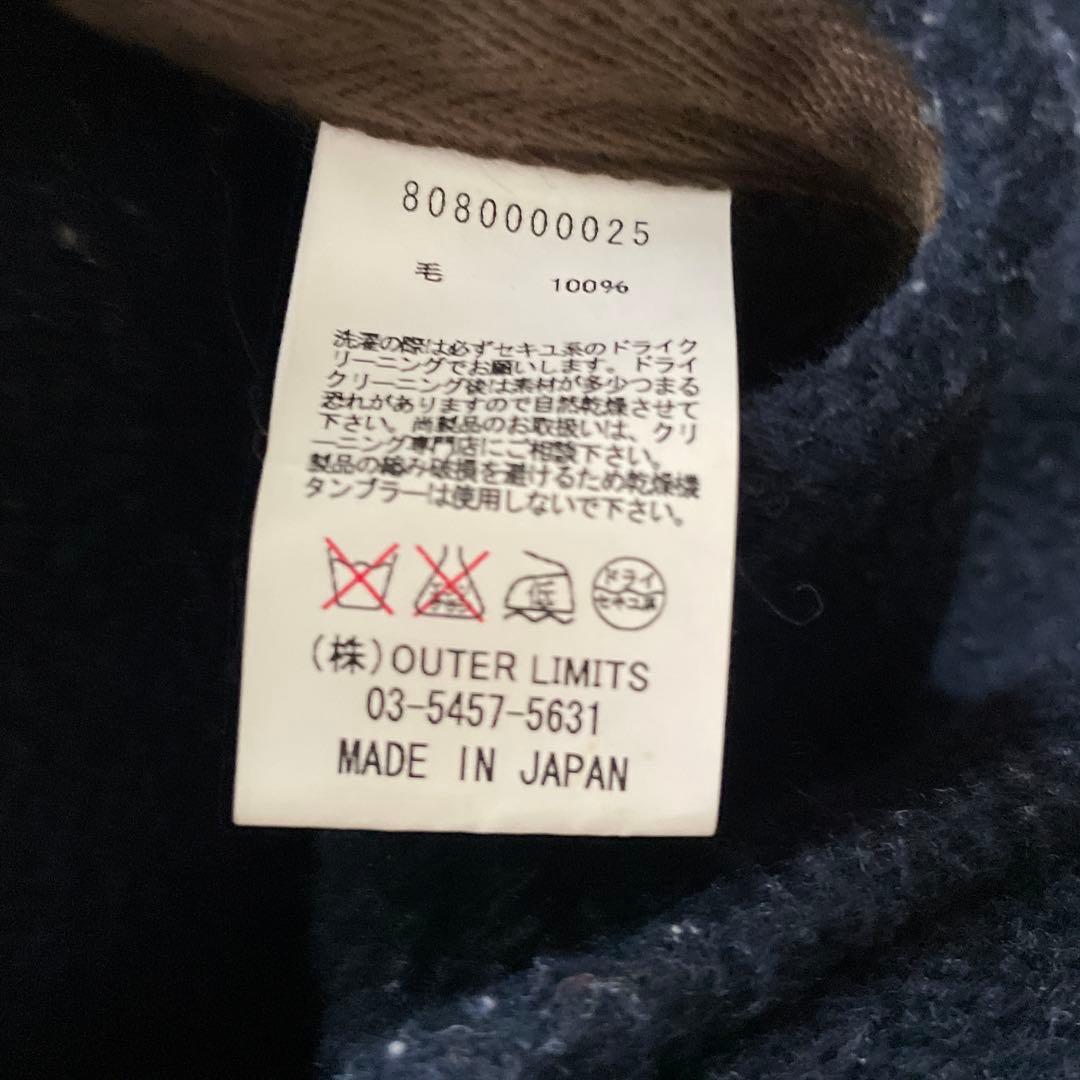 8080000025
毛 100%
洗濯の際は必ずセキユ系のドライク
リーニングでお願いします。ドライ
クリーニング後は素材が多少つまる
恐れがありますので自然乾燥させて
下さい。尚製品のお取扱いは、クリ
ーニング専門店にご相談下さい。
製品の縮み破損を避けるため乾燥機
タンブラーは使用しないで下さい。
低
ドライ
セキユ系
(株)OUTER LIMITS
03-5457-5631
MADE IN JAPAN